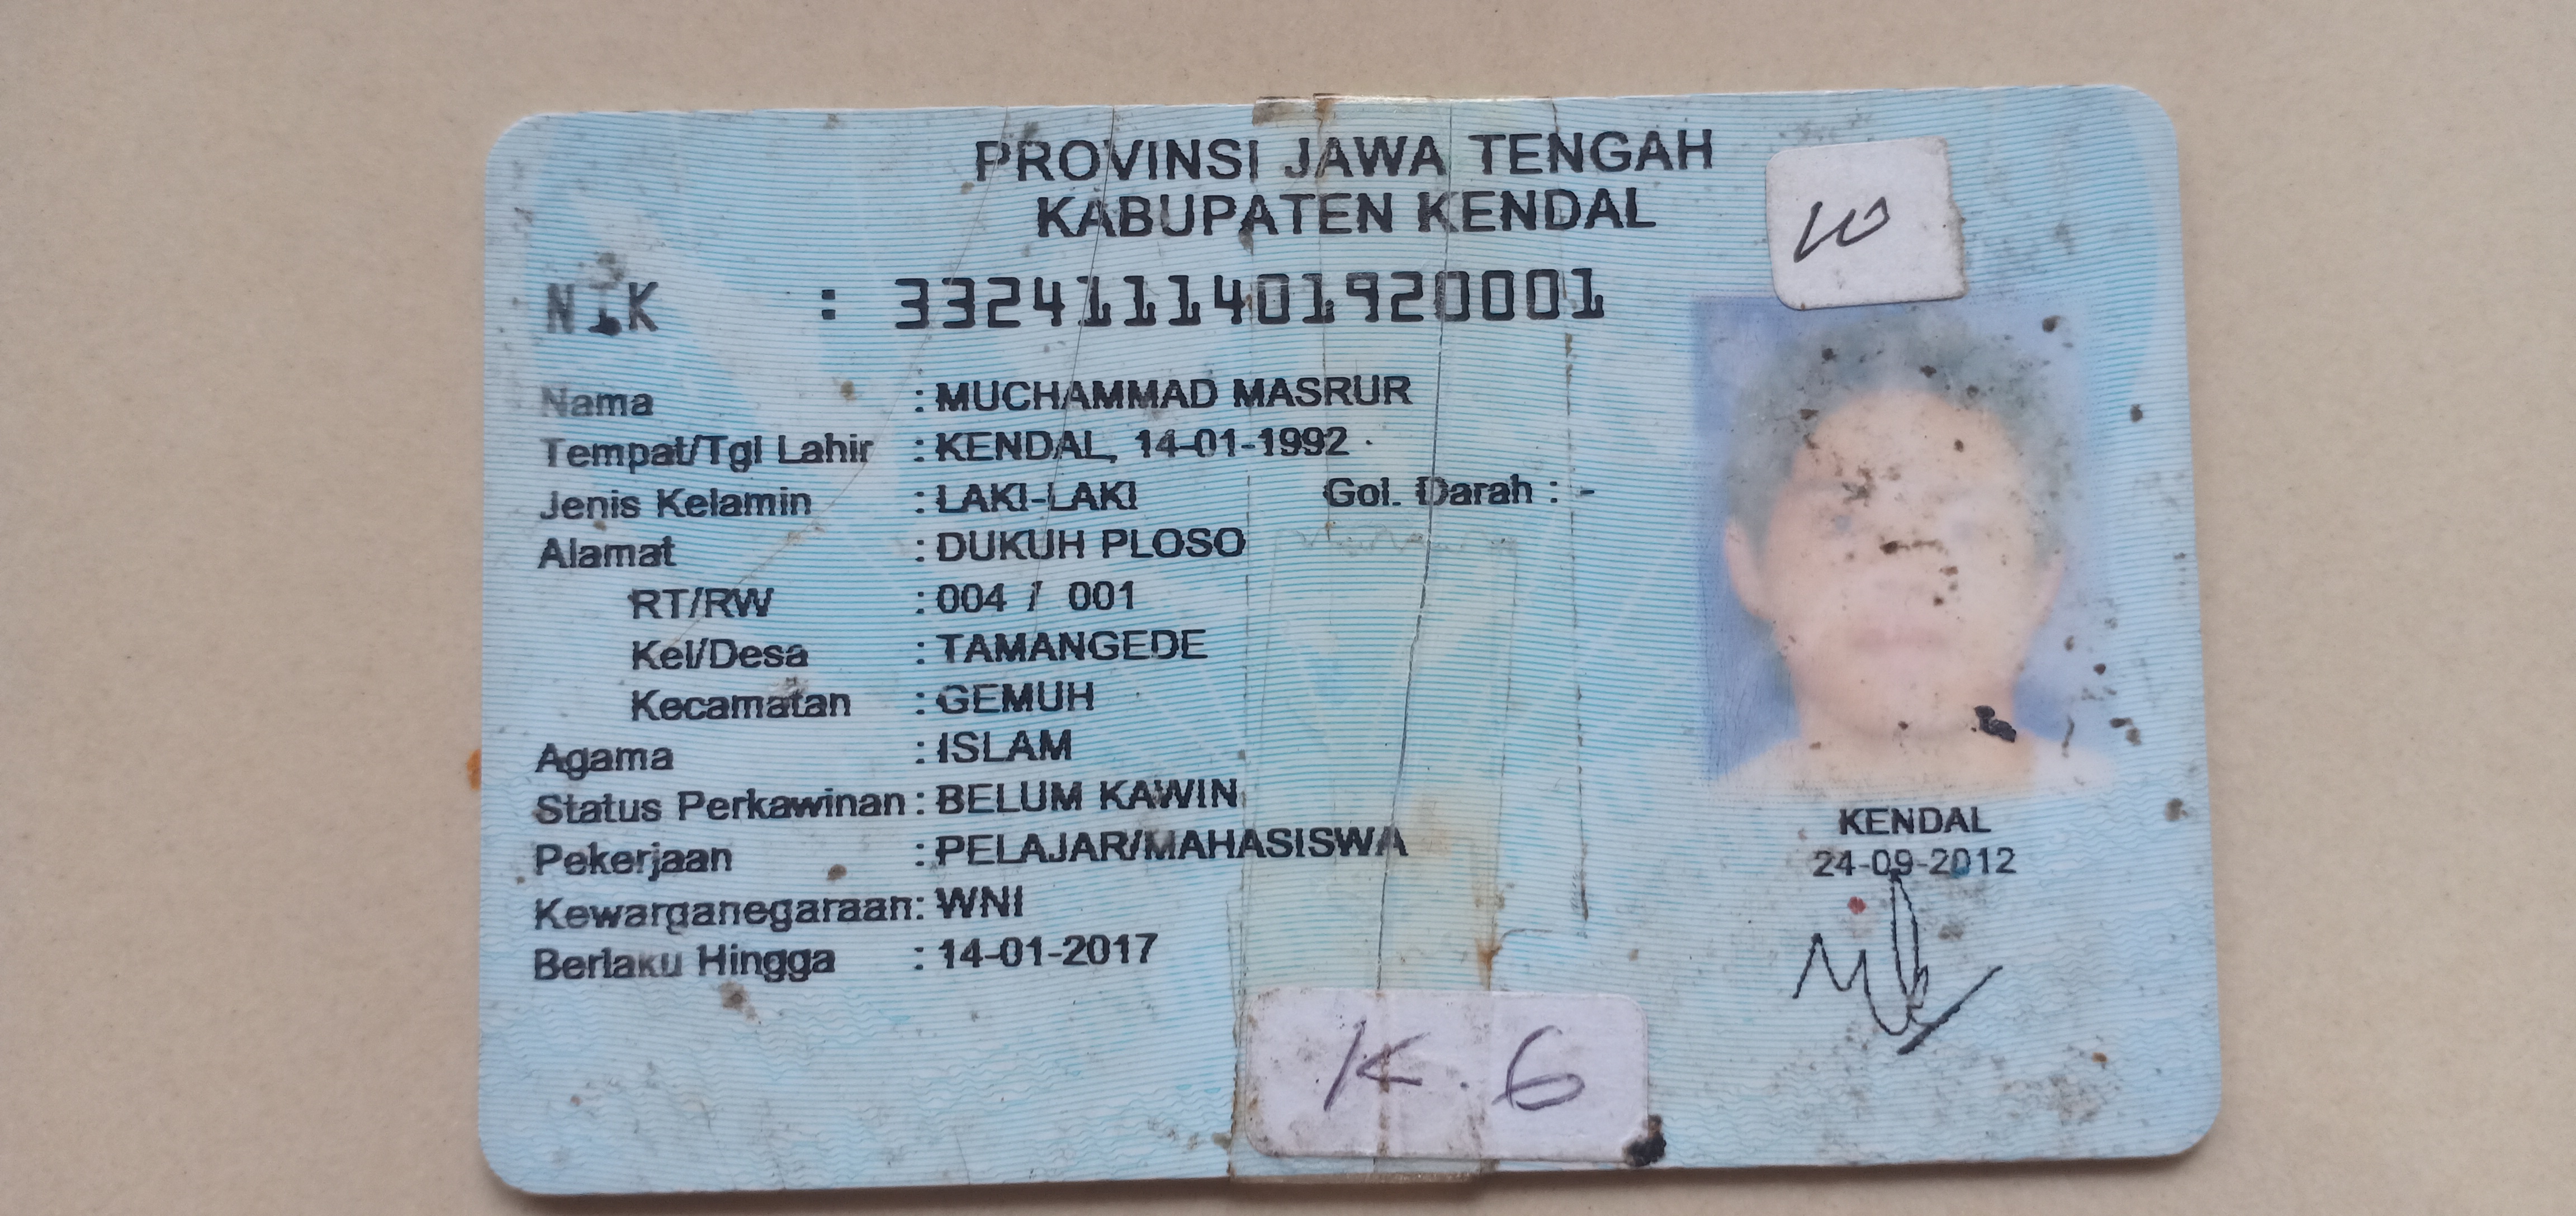 PROVINSI JAWA TENGAH
KABUPATEN KENDAL
NIK : 3324111401920001
Nama : MUCHAMMAD MASRUR
Tempat/Tgl Lahir : KENDAL, 14-01-1992
Jenis Kelamin : LAKI-LAKI Gol. Darah : -
Alamat : DUKUH PLOSO
RT/RW : 004 / 001
Kel/Desa : TAMANGEDE
Kecamatan : GEMUH
Agama : ISLAM
Status Perkawinan : BELUM KAWIN
Pekerjaan : PELAJAR/MAHASISWA
Kewarganegaraan : WNI
Berlaku Hingga : 14-01-2017
KENDAL
24-09-2012
K.6